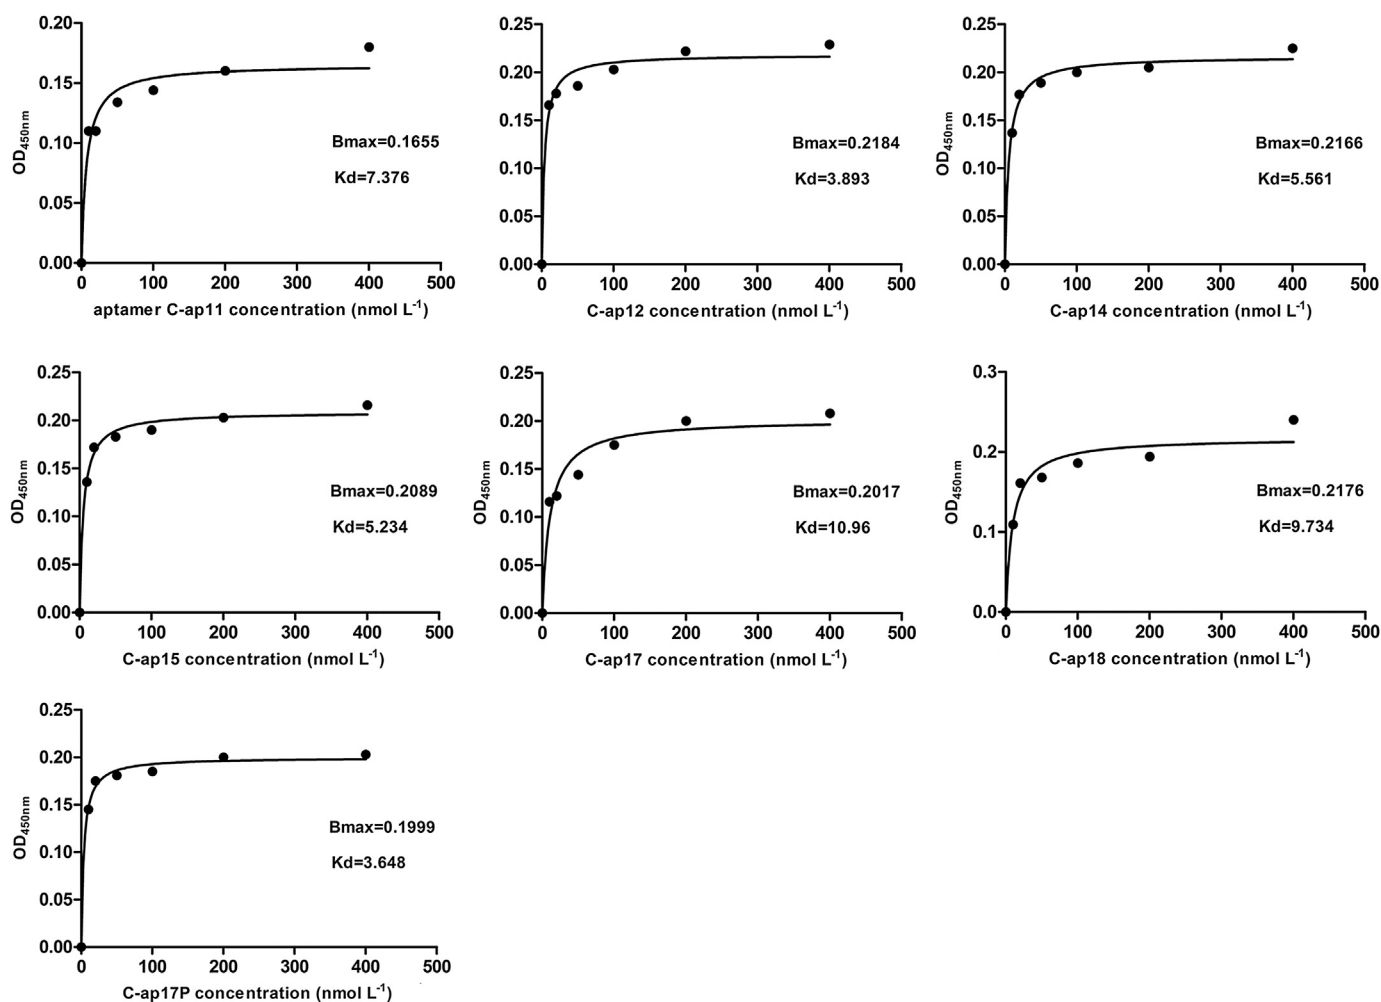 0.20
0.15
0.10
0.05
0.00
OD450nm
Bmax=0.1655
Kd=7.376
0 100 200 300 400 500
aptamer C-ap11 concentration (nmol L-1)
0.25
0.20
0.15
0.10
0.05
0.00
OD450nm
Bmax=0.2184
Kd=3.893
0 100 200 300 400 500
C-ap12 concentration (nmol L-1)
0.25
0.20
0.15
0.10
0.05
0.00
OD450nm
Bmax=0.2166
Kd=5.561
0 100 200 300 400 500
C-ap14 concentration (nmol L-1)
0.25
0.20
0.15
0.10
0.05
0.00
OD450nm
Bmax=0.2089
Kd=5.234
0 100 200 300 400 500
C-ap15 concentration (nmol L-1)
0.25
0.20
0.15
0.10
0.05
0.00
OD450nm
Bmax=0.2017
Kd=10.96
0 100 200 300 400 500
C-ap17 concentration (nmol L-1)
0.3
0.2
0.1
0.0
OD450nm
Bmax=0.2176
Kd=9.734
0 100 200 300 400 500
C-ap18 concentration (nmol L-1)
0.25
0.20
0.15
0.10
0.05
0.00
OD450nm
Bmax=0.1999
Kd=3.648
0 100 200 300 400 500
C-ap17P concentration (nmol L-1)